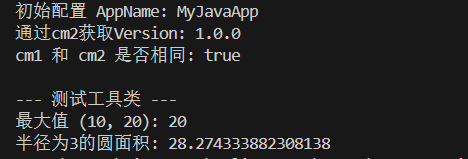 初始配置 AppName: MyJavaApp
通过cm2获取Version: 1.0.0
cm1 和 cm2 是否相同: true
--- 测试工具类 ---
最大值 (10, 20): 20
半径为3的圆面积: 28.274333882308138